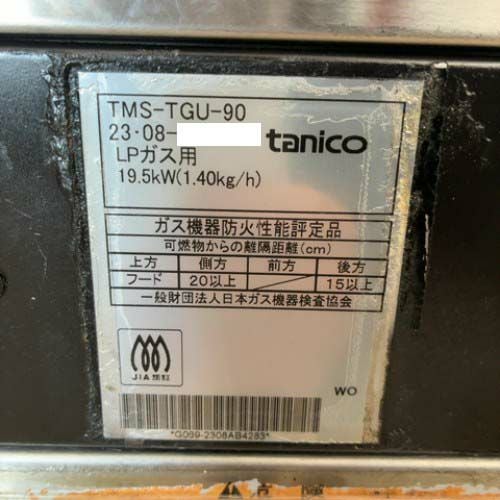 TMS-TGU-90
23・08-
tanico
LPガス用
19.5kW(1.40kg/h)
ガス機器防火性能評定品
可燃物からの離隔距離(cm)
上方 側方 前方 後方
フード 20以上 15以上
一般財団法人日本ガス機器検査協会
JIA
WO
*G099-2308AB4283*